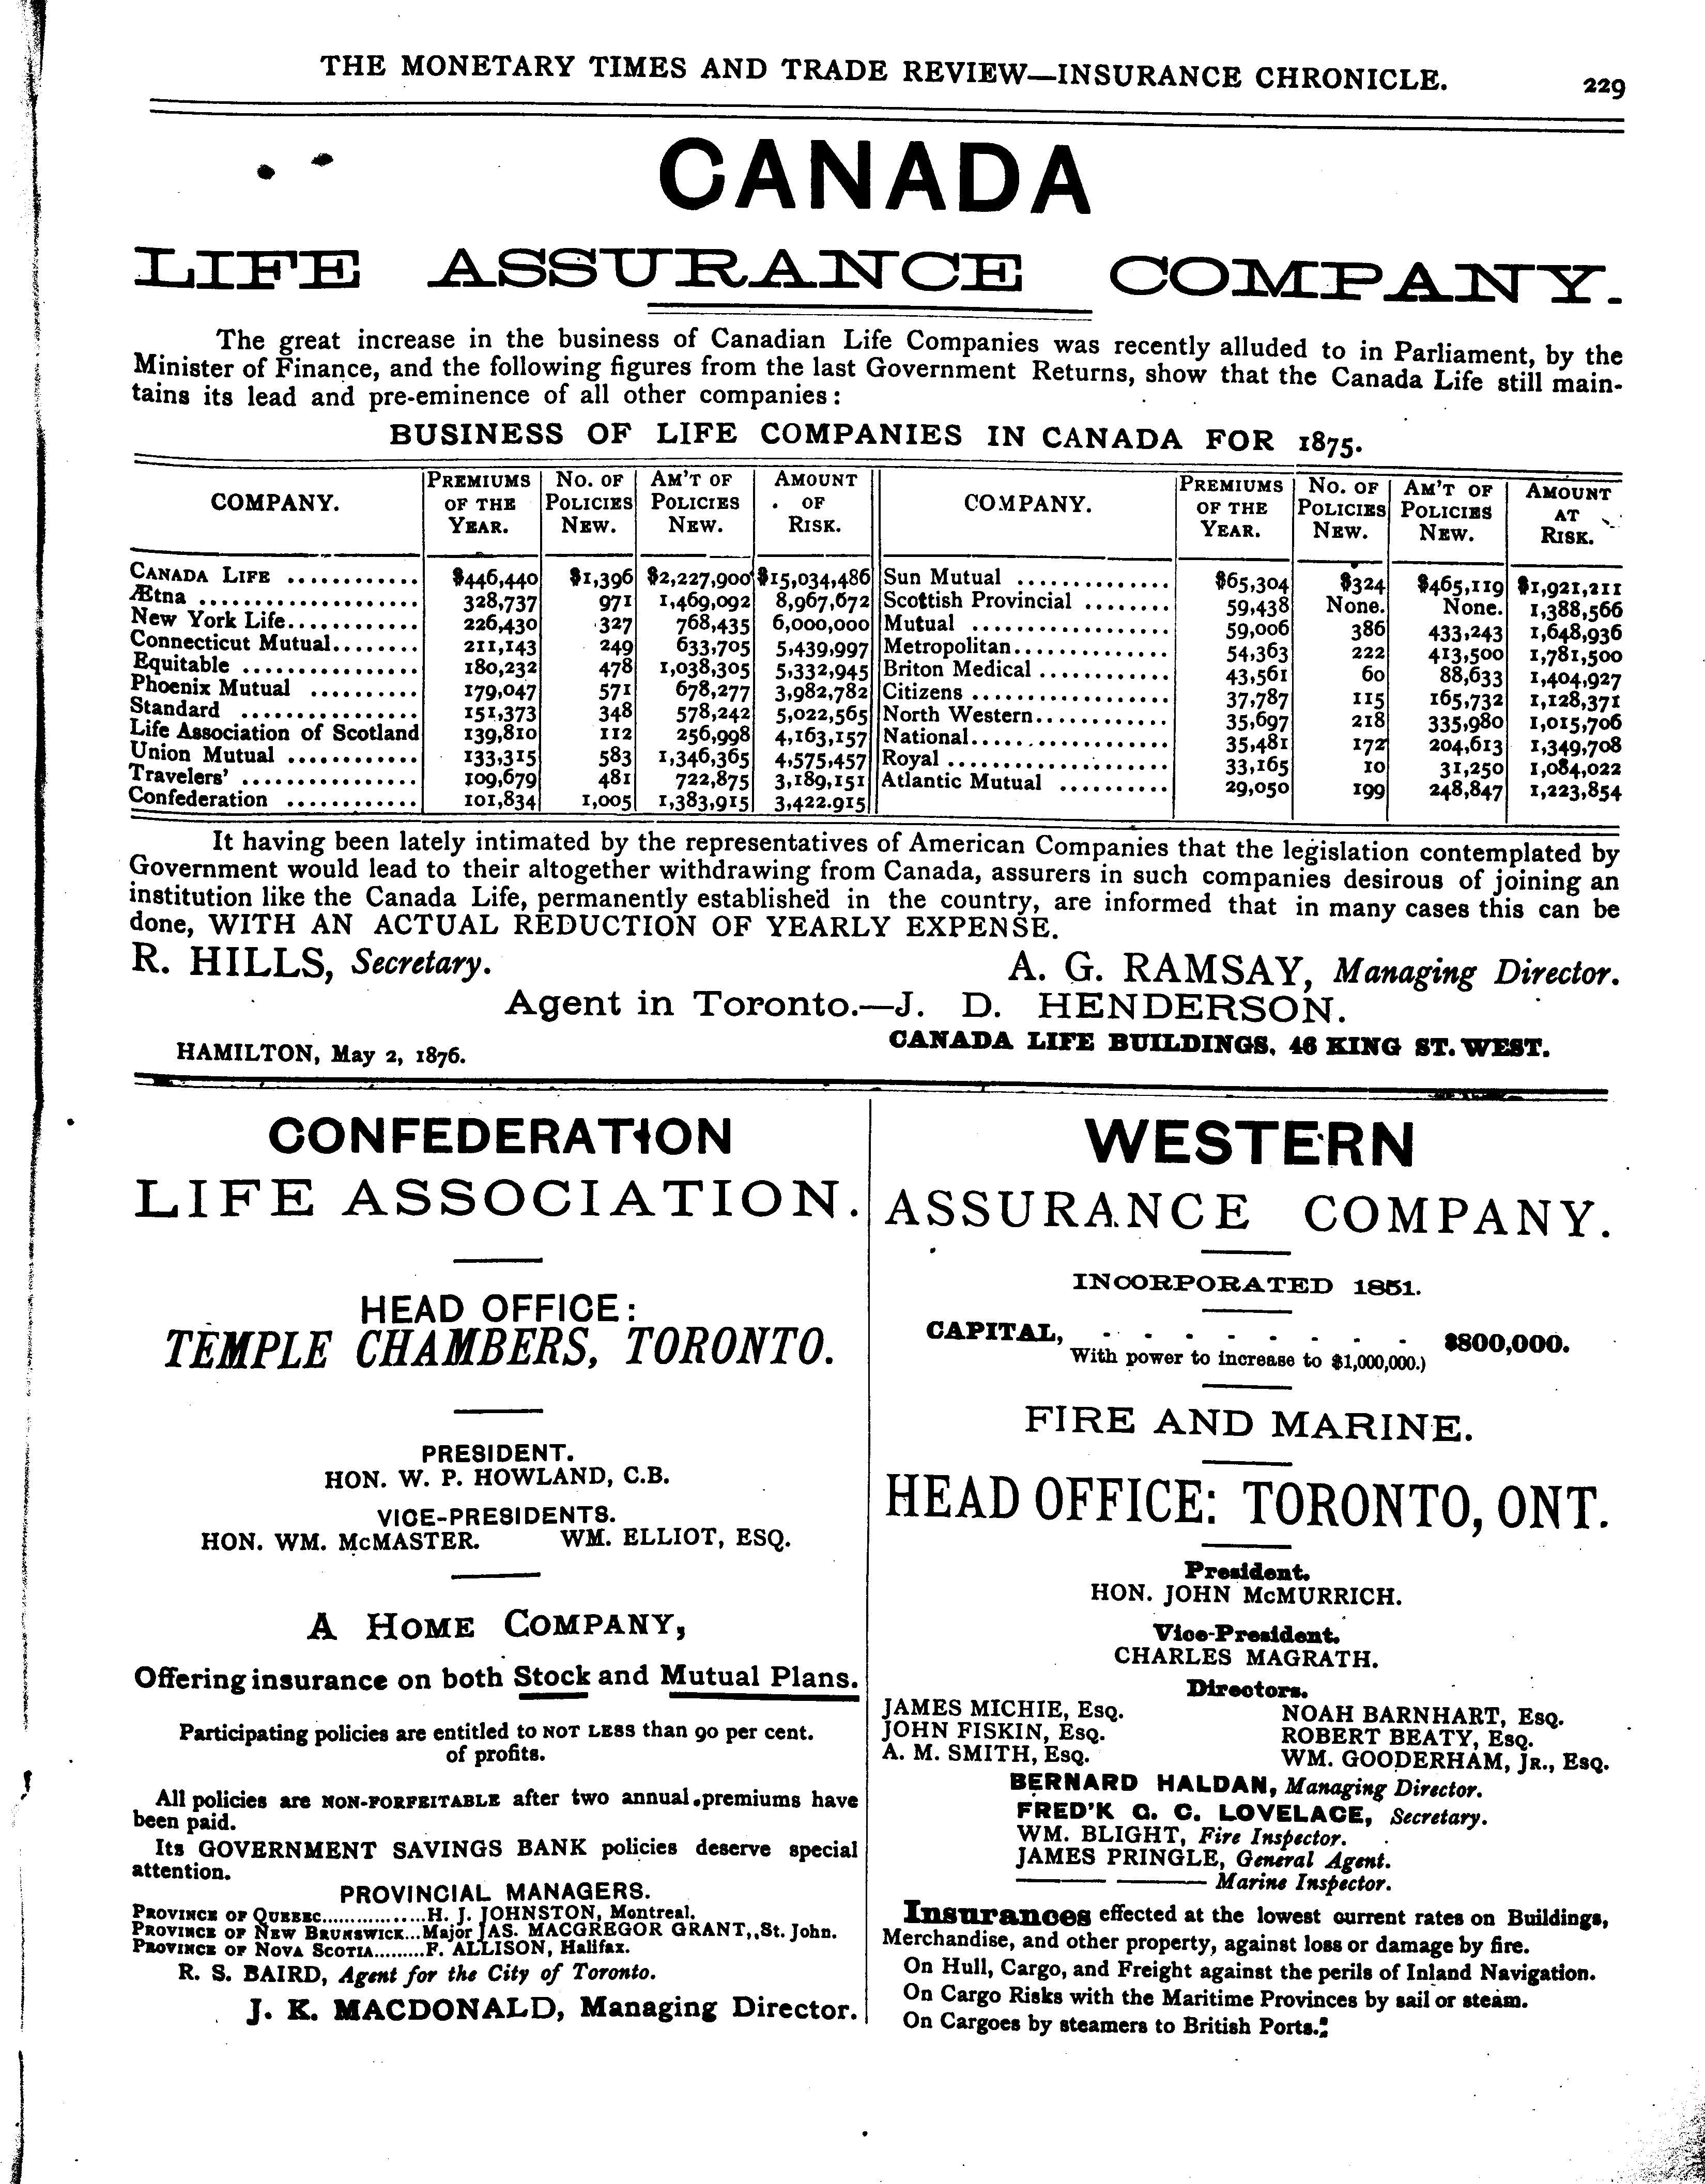 THE MONETARY TIMES AND TRADE REVIEW—INSURANCE CHRONICLE. 229
CANADA
LIFE ASSURANCE COMPANY.
The great increase in the business of Canadian Life Companies was recently alluded to in Parliament, by the
Minister of Finance, and the following figures from the last Government Returns, show that the Canada Life still main-
tains its lead and pre-eminence of all other companies:
BUSINESS OF LIFE COMPANIES IN CANADA FOR 1875.
COMPANY. | PREMIUMS OF THE YEAR. | NO. OF POLICIES NEW. | AM'T OF POLICIES NEW. | AMOUNT OF RISK. | COMPANY. | PREMIUMS OF THE YEAR. | NO. OF POLICIES NEW. | AM'T OF POLICIES NEW. | AMOUNT AT RISK.
CANADA LIFE ............ $446,440 $1,396 $2,227,900 $15,034,486 Sun Mutual .............. $65,304 $324 $465,119 $1,921,211
Ætna .................... 328,737 971 1,469,092 8,967,672 Scottish Provincial ........ 59,438 None. None. 1,388,566
New York Life............ 226,430 327 768,435 6,000,000 Mutual .................. 59,006 386 433,243 1,648,936
Connecticut Mutual........ 211,143 249 633,705 5,439,997 Metropolitan.............. 54,363 222 413,500 1,781,500
Equitable ................ 180,232 478 1,038,305 5,332,945 Briton Medical ............ 43,561 60 88,633 1,404,927
Phoenix Mutual .......... 179,047 571 678,277 3,982,782 Citizens .................. 37,787 115 165,732 1,128,371
Standard ................ 151,373 348 578,242 5,022,565 North Western............ 35,697 218 335,980 1,015,706
Life Association of Scotland 139,810 112 256,998 4,163,157 National.................. 35,481 172 204,613 1,349,708
Union Mutual ............ 133,315 583 1,346,365 4,575,457 Royal .................... 33,165 10 31,250 1,084,022
Travelers' ................ 109,679 481 722,875 3,189,151 Atlantic Mutual .......... 29,050 199 248,847 1,223,854
Confederation ............ 101,834 1,005 1,383,915 3,422,915
It having been lately intimated by the representatives of American Companies that the legislation contemplated by
Government would lead to their altogether withdrawing from Canada, assurers in such companies desirous of joining an
institution like the Canada Life, permanently established in the country, are informed that in many cases this can be
done, WITH AN ACTUAL REDUCTION OF YEARLY EXPENSE.
R. HILLS, Secretary. A. G. RAMSAY, Managing Director.
Agent in Toronto.—J. D. HENDERSON.
CANADA LIFE BUILDINGS, 46 KING ST. WEST.
HAMILTON, May 2, 1876.
CONFEDERATION
LIFE ASSOCIATION.
HEAD OFFICE:
TEMPLE CHAMBERS, TORONTO.
PRESIDENT.
HON. W. P. HOWLAND, C.B.
VICE-PRESIDENTS.
HON. WM. McMASTER. WM. ELLIOT, ESQ.
A HOME COMPANY,
Offering insurance on both Stock and Mutual Plans.
Participating policies are entitled to NOT LESS than 90 per cent.
of profits.
All policies are NON-FORFEITABLE after two annual premiums have
been paid.
Its GOVERNMENT SAVINGS BANK policies deserve special
attention.
PROVINCIAL MANAGERS.
PROVINCE OF QUEBEC..................H. J. JOHNSTON, Montreal.
PROVINCE OF NEW BRUNSWICK...Major JAS. MACGREGOR GRANT,,St. John.
PROVINCE OF NOVA SCOTIA.........F. ALLISON, Halifax.
R. S. BAIRD, Agent for the City of Toronto.
J. K. MACDONALD, Managing Director.
WESTERN
ASSURANCE COMPANY.
INCORPORATED 1851.
CAPITAL, - - - - - - - - $800,000.
With power to increase to $1,000,000.)
FIRE AND MARINE.
HEAD OFFICE: TORONTO, ONT.
President.
HON. JOHN McMURRICH.
Vice-President.
CHARLES MAGRATH.
Directors.
JAMES MICHIE, Esq. NOAH BARNHART, Esq.
JOHN FISKIN, Esq. ROBERT BEATY, Esq.
A. M. SMITH, Esq. WM. GOODERHAM, JR., Esq.
BERNARD HALDAN, Managing Director.
FRED'K G. C. LOVELACE, Secretary.
WM. BLIGHT, Fire Inspector.
JAMES PRINGLE, General Agent.
——— ——— Marine Inspector.
Insurances effected at the lowest current rates on Buildings,
Merchandise, and other property, against loss or damage by fire.
On Hull, Cargo, and Freight against the perils of Inland Navigation.
On Cargo Risks with the Maritime Provinces by sail or steam.
On Cargoes by steamers to British Ports.